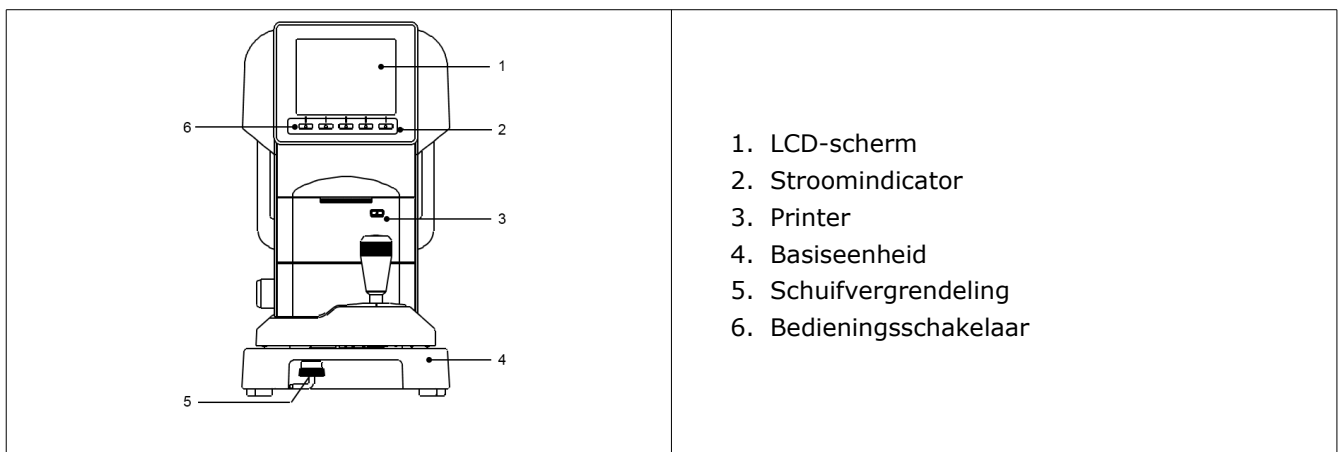 1
6
2
3
4
5
1. LCD-scherm
2. Stroomindicator
3. Printer
4. Basiseenheid
5. Schuifvergrendeling
6. Bedieningsschakelaar